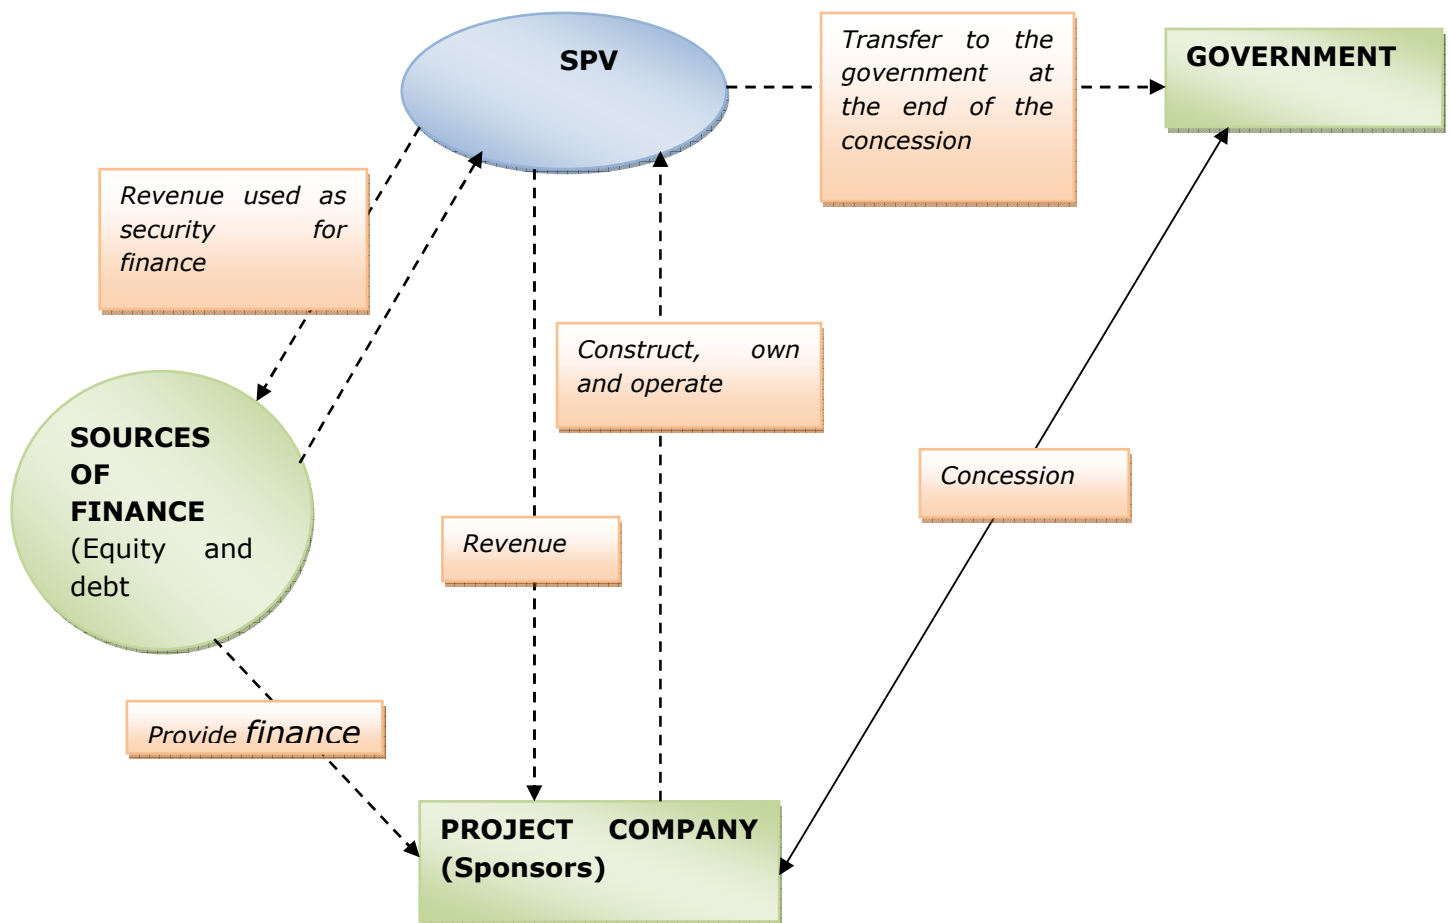 SPV
Transfer to the
government at
the end of the
concession
GOVERNMENT
Revenue used as
security for
finance
Construct, own
and operate
SOURCES
OF
FINANCE
(Equity and
debt
Concession
Revenue
Provide finance
PROJECT COMPANY
(Sponsors)